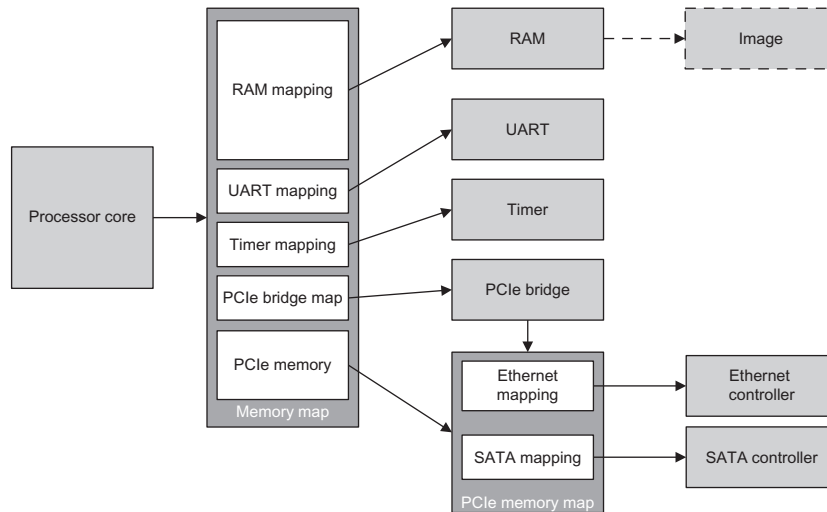 RAM
Image
RAM mapping
UART
UART mapping
Processor core
Timer
Timer mapping
PCIe bridge map
PCIe bridge
PCIe memory
Memory map
Ethernet
mapping
Ethernet
controller
SATA mapping
SATA controller
PCIe memory map